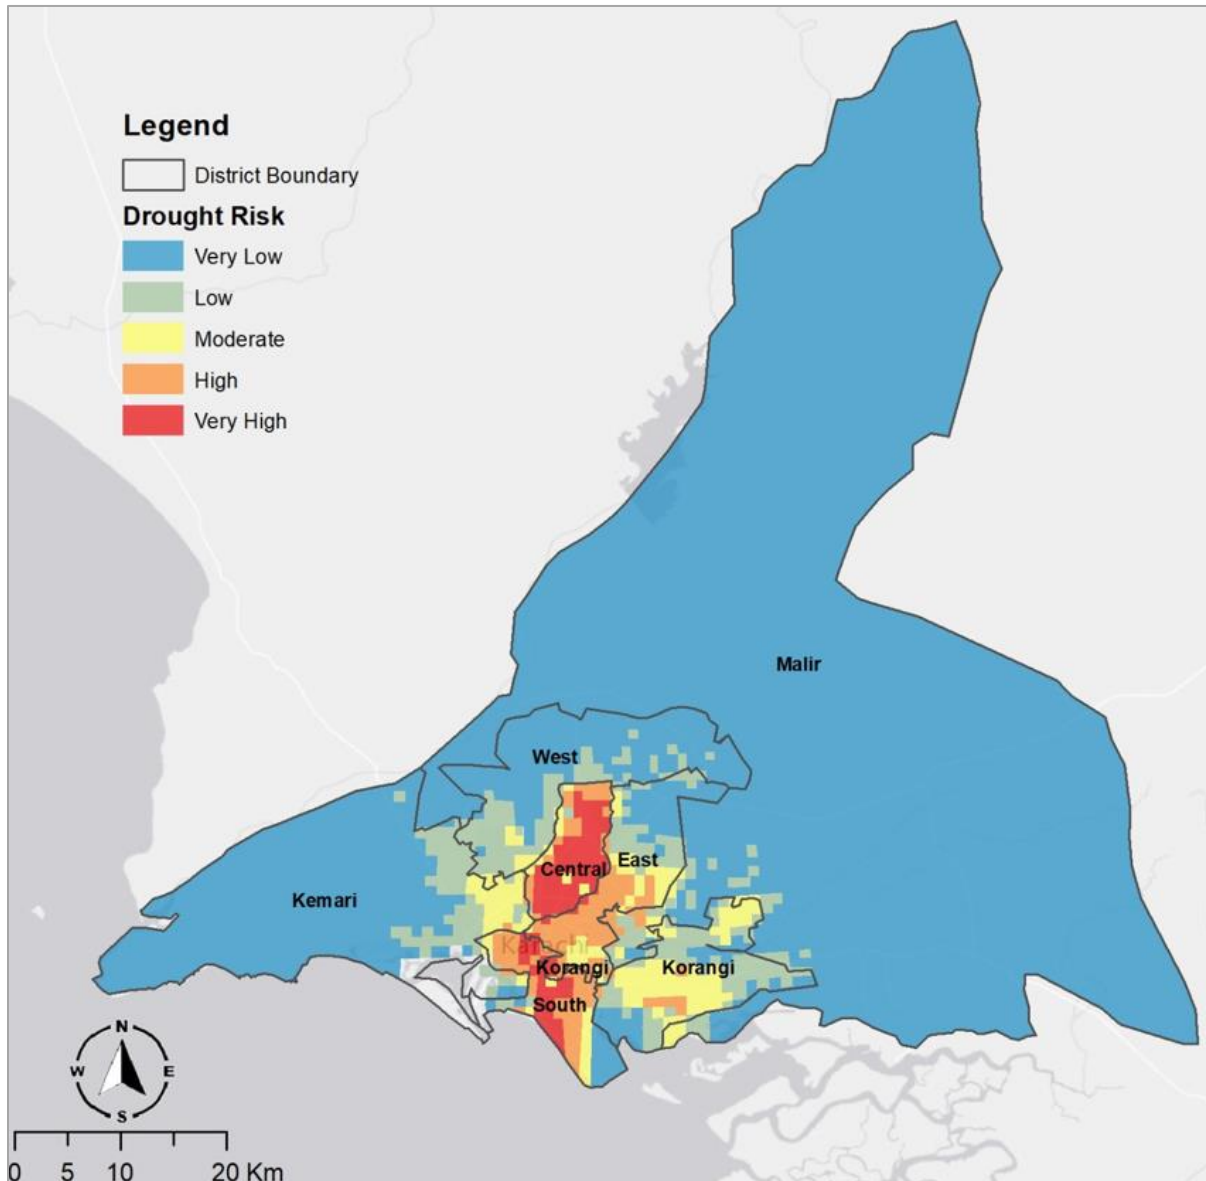 Legend
District Boundary
Drought Risk
Very Low
Low
Moderate
High
Very High
Malir
West
Central
East
Kemari
Karachi
Korangi
Korangi
South
N
W
E
S
0 5 10 20 Km